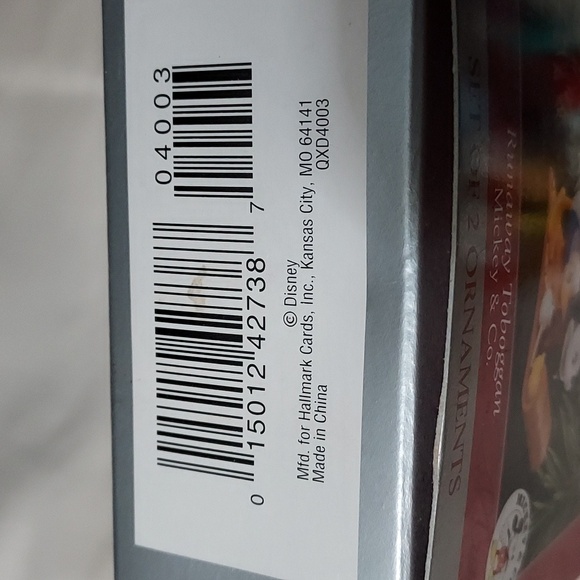 04003
0 15012 42738 7
© Disney
Mfd. for Hallmark Cards, Inc., Kansas City, MO 64141
Made in China
QXD4003
Runaway Toboggan
Mickey & Co.
SET OF 2 ORNAMENTS